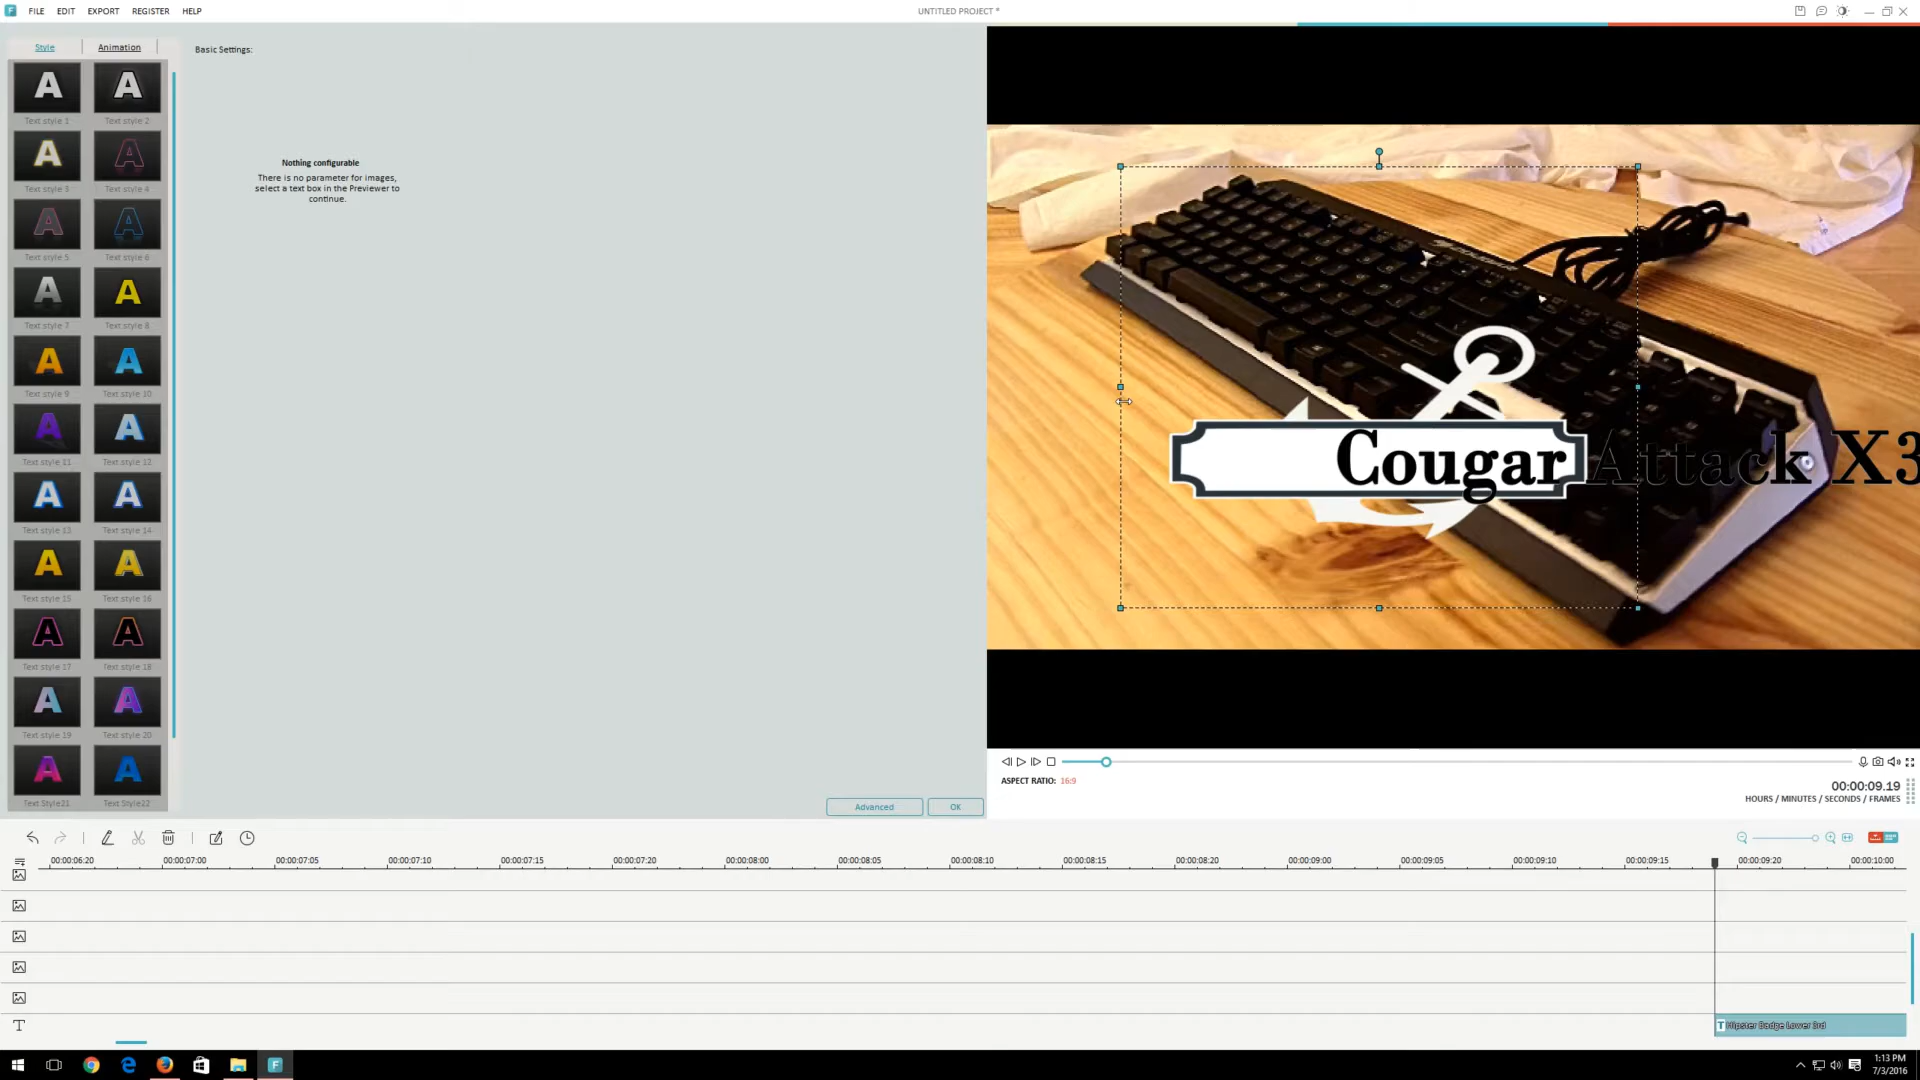 FILE EDIT EXPORT REGISTER HELP
UNTITLED PROJECT *
Style Animation
Basic Settings:
Text style 1 Text style 2
Nothing configurable
There is no parameter for images,
select a text box in the Previewer to
continue.
Text style 3 Text style 4
Text style 5 Text style 6
Text style 7 Text style 8
Text style 9 Text style 10
Text style 11 Text style 12
Text style 13 Text style 14
Text style 15 Text style 16
Text style 17 Text style 18
Text style 19 Text style 20
Text Style21 Text Style22
Cougar Attack X3
Advanced OK
ASPECT RATIO: 16:9
00:00:09.19
HOURS / MINUTES / SECONDS / FRAMES
00:00:06:20 00:00:07:00 00:00:07:05 00:00:07:10 00:00:07:15 00:00:07:20 00:00:08:00 00:00:08:05 00:00:08:10 00:00:08:15 00:00:08:20 00:00:09:00 00:00:09:05 00:00:09:10 00:00:09:15 00:00:09:20 00:00:10:00
T Hipster Badge Lower 3rd
1:13 PM
7/3/2016